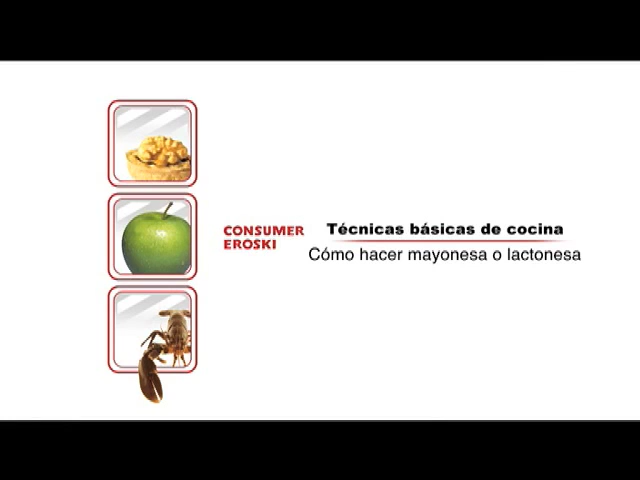 CONSUMER
EROSKI
Técnicas básicas de cocina
Cómo hacer mayonesa o lactonesa